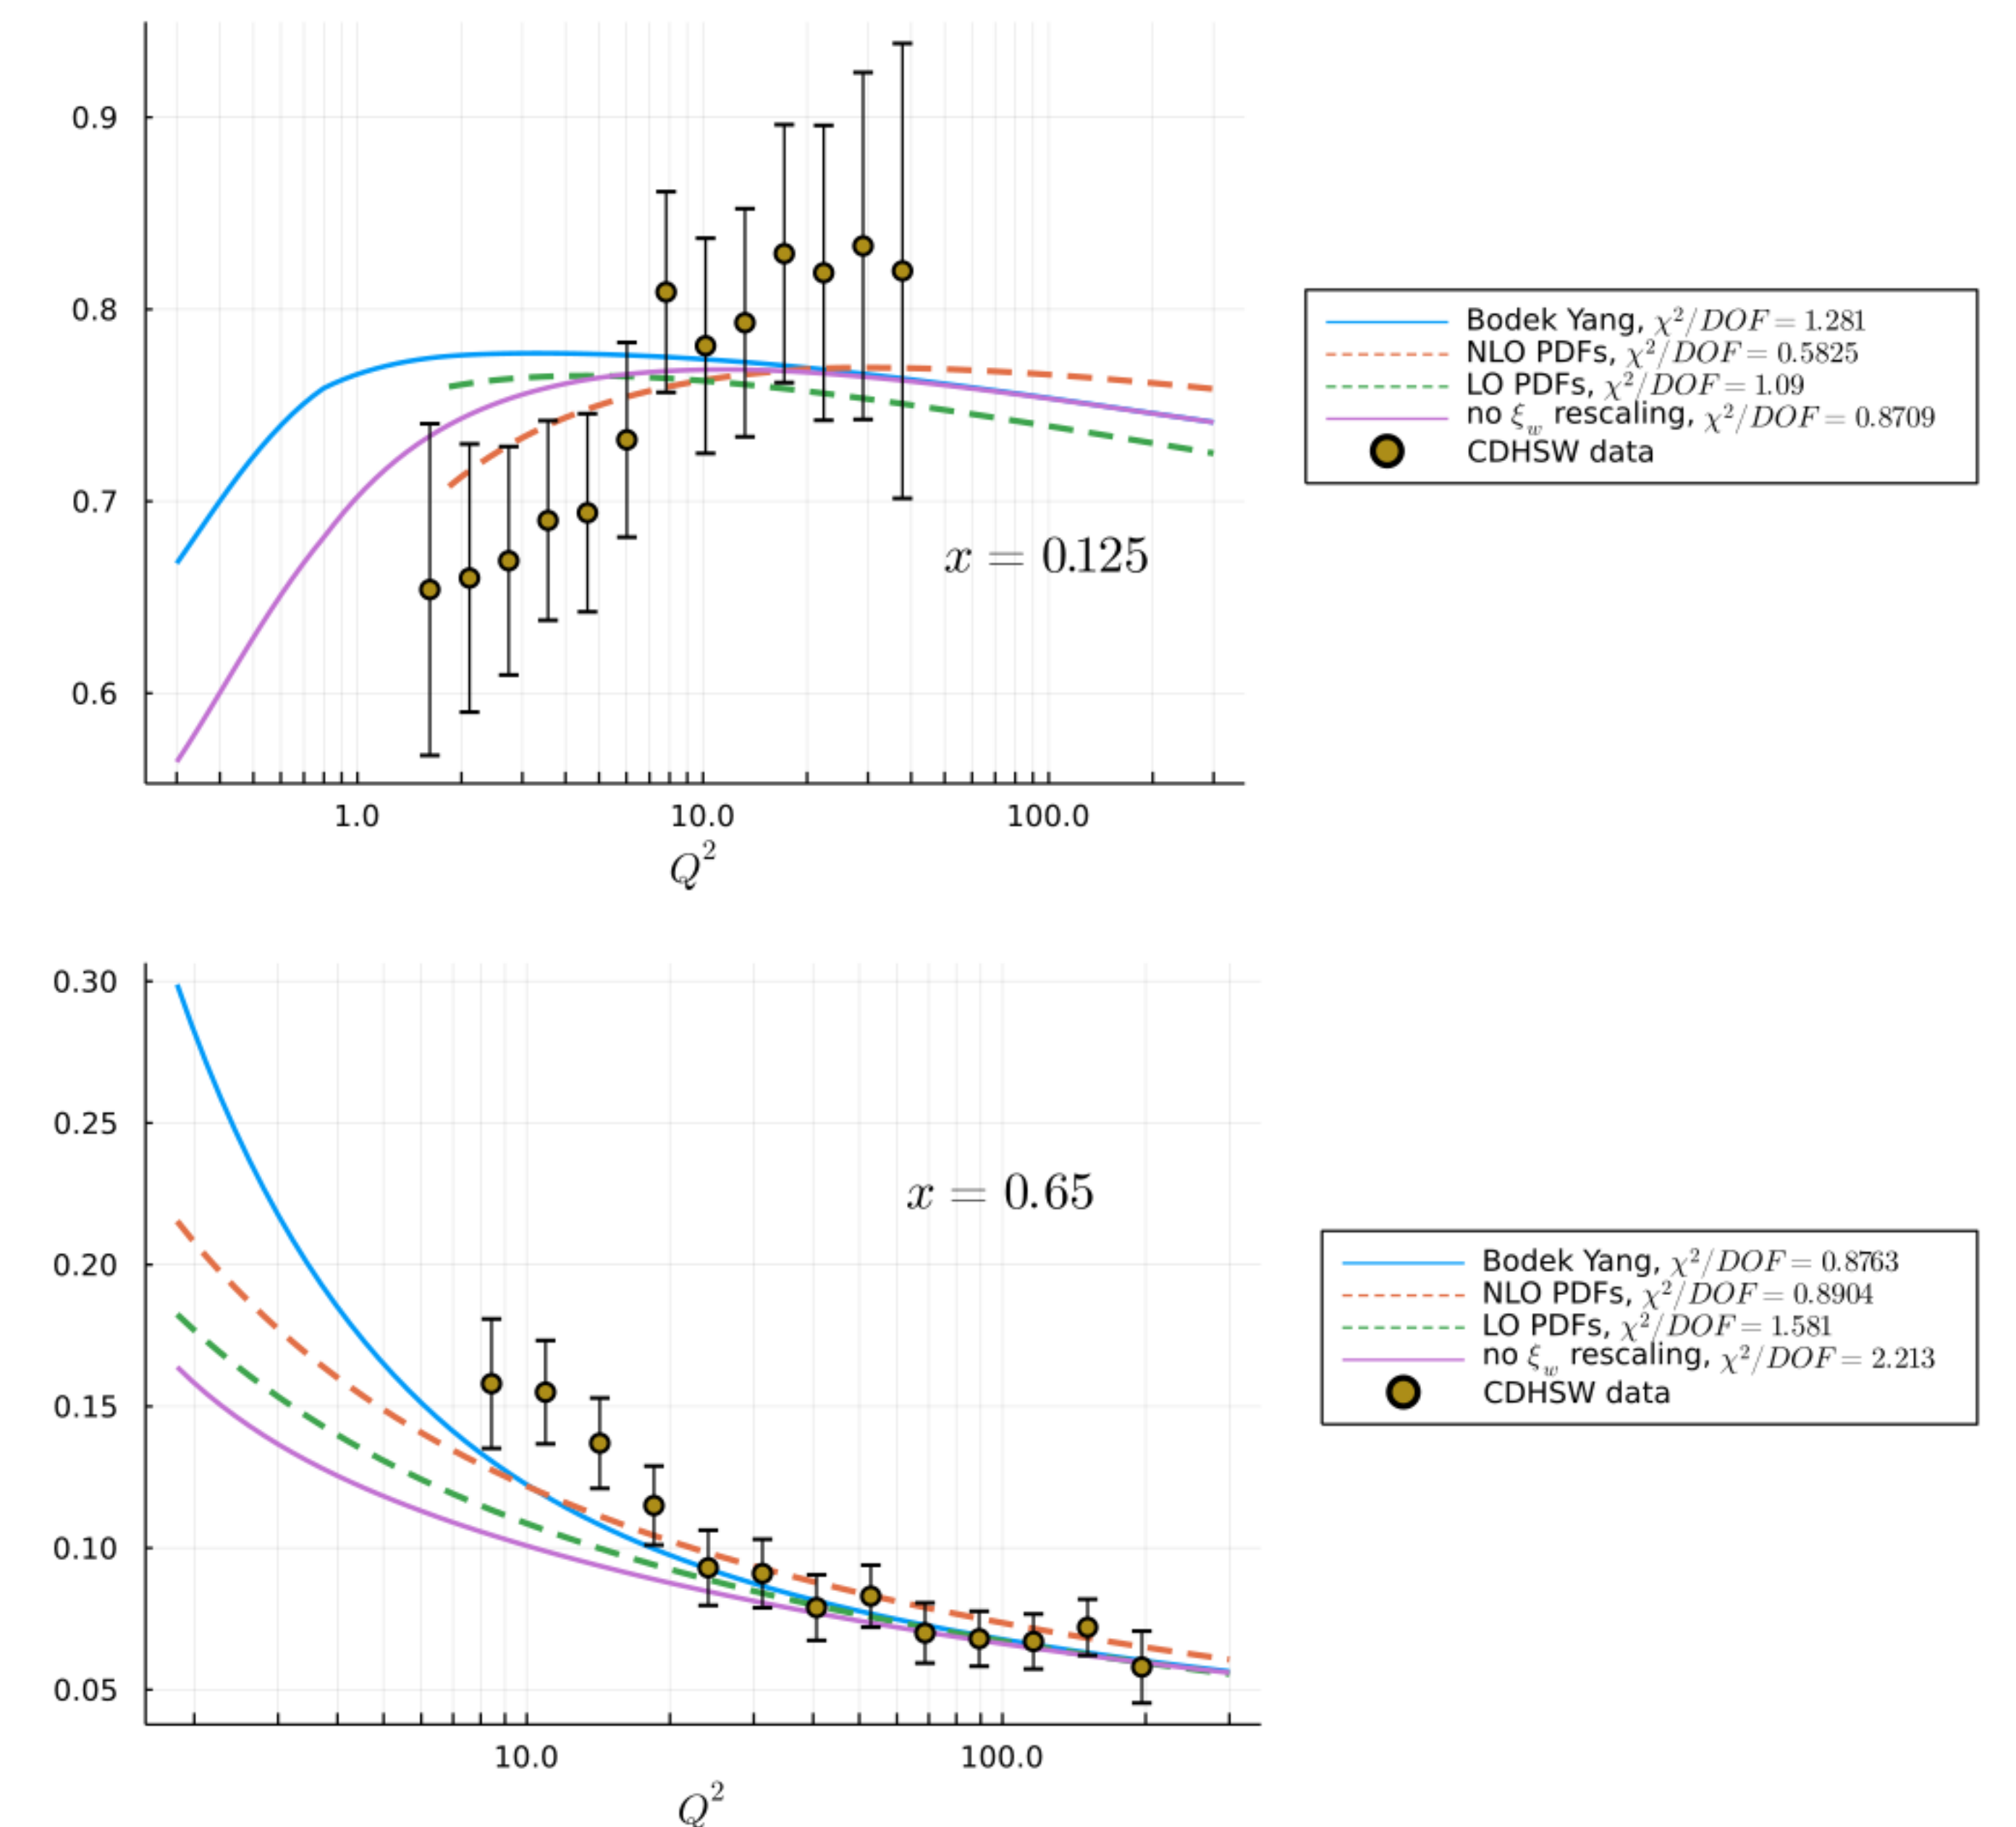 0.9
0.8
0.7
0.6
1.0 10.0 100.0
Q²
x = 0.125
Bodek Yang, χ²/DOF = 1.281
NLO PDFs, χ²/DOF = 0.5825
LO PDFs, χ²/DOF = 1.09
no ξ_w rescaling, χ²/DOF = 0.8709
CDHSW data
0.30
0.25
0.20
0.15
0.10
0.05
10.0 100.0
Q²
x = 0.65
Bodek Yang, χ²/DOF = 0.8763
NLO PDFs, χ²/DOF = 0.8904
LO PDFs, χ²/DOF = 1.581
no ξ_w rescaling, χ²/DOF = 2.213
CDHSW data